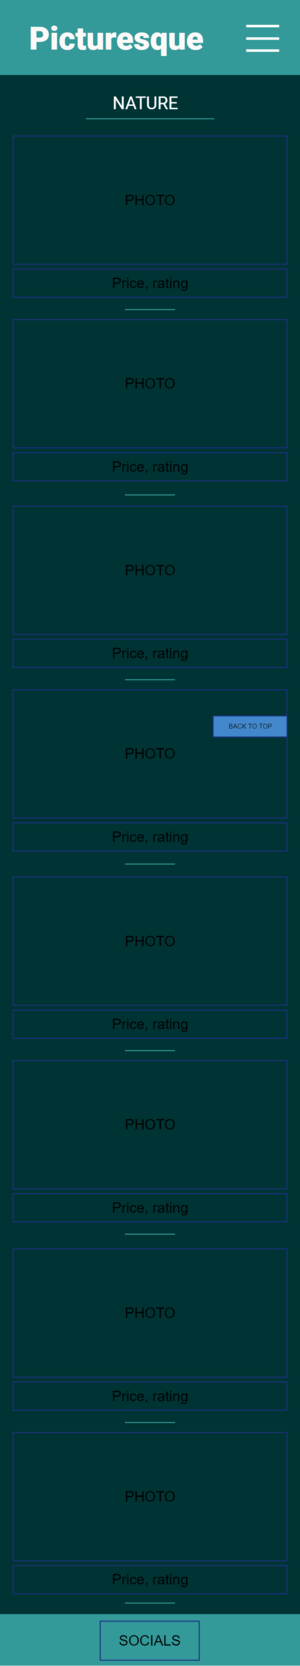 Picturesque
NATURE
PHOTO
Price, rating
PHOTO
Price, rating
PHOTO
Price, rating
BACK TO TOP
PHOTO
Price, rating
PHOTO
Price, rating
PHOTO
Price, rating
PHOTO
Price, rating
PHOTO
Price, rating
SOCIALS